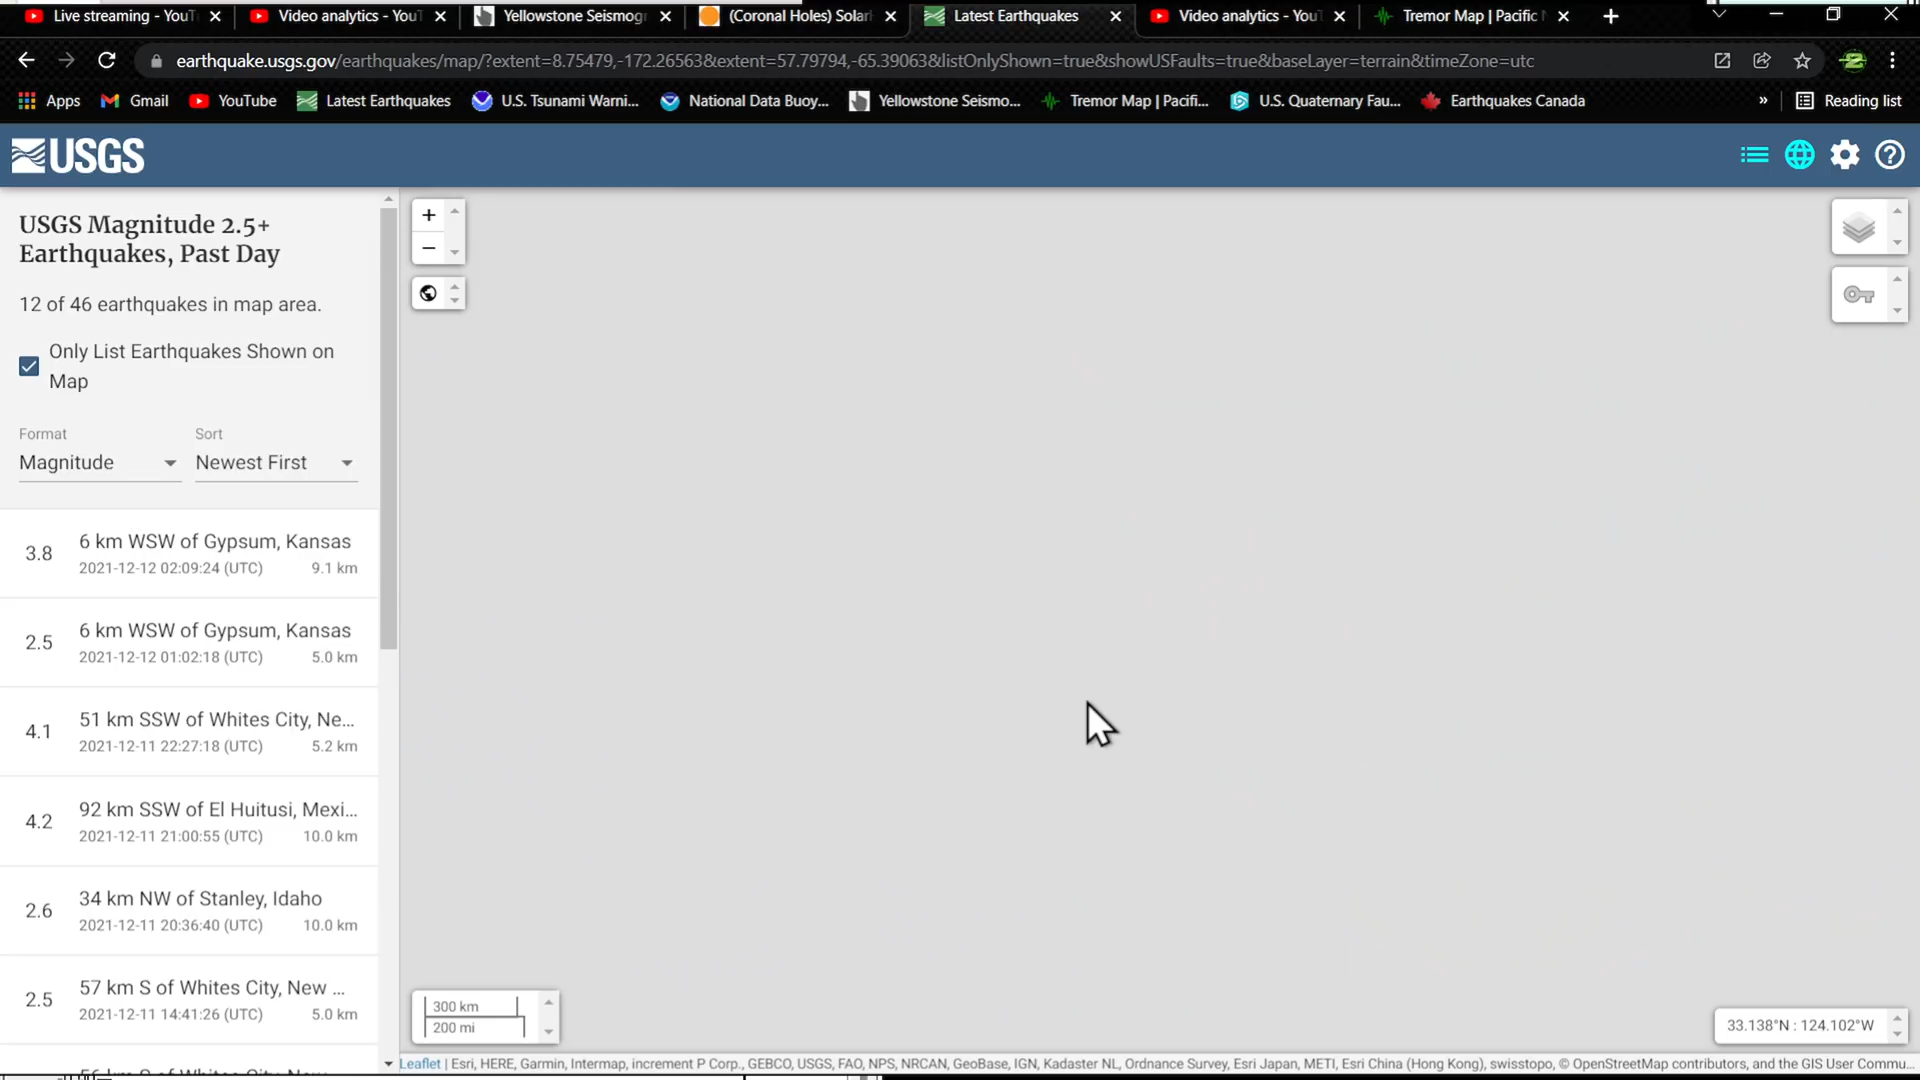 Live streaming - YouT
Video analytics - YouT
Yellowstone Seismogr
(Coronal Holes) Solar
Latest Earthquakes
Video analytics - YouT
Tremor Map | Pacific N
earthquake.usgs.gov/earthquakes/map/?extent=8.75479,-172.26563&extent=57.79794,-65.39063&listOnlyShown=true&showUSFaults=true&baseLayer=terrain&timeZone=utc
Apps
Gmail
YouTube
Latest Earthquakes
U.S. Tsunami Warni...
National Data Buoy...
Yellowstone Seismo...
Tremor Map | Pacifi...
U.S. Quaternary Fau...
Earthquakes Canada
»
Reading list
USGS
USGS Magnitude 2.5+
Earthquakes, Past Day
12 of 46 earthquakes in map area.
Only List Earthquakes Shown on
Map
Format
Sort
Magnitude
Newest First
3.8
6 km WSW of Gypsum, Kansas
2021-12-12 02:09:24 (UTC)
9.1 km
2.5
6 km WSW of Gypsum, Kansas
2021-12-12 01:02:18 (UTC)
5.0 km
4.1
51 km SSW of Whites City, Ne...
2021-12-11 22:27:18 (UTC)
5.2 km
4.2
92 km SSW of El Huitusi, Mexi...
2021-12-11 21:00:55 (UTC)
10.0 km
2.6
34 km NW of Stanley, Idaho
2021-12-11 20:36:40 (UTC)
10.0 km
2.5
57 km S of Whites City, New ...
2021-12-11 14:41:26 (UTC)
5.0 km
+
−
300 km
200 mi
33.138°N : 124.102°W
Leaflet | Esri, HERE, Garmin, Intermap, increment P Corp., GEBCO, USGS, FAO, NPS, NRCAN, GeoBase, IGN, Kadaster NL, Ordnance Survey, Esri Japan, METI, Esri China (Hong Kong), swisstopo, © OpenStreetMap contributors, and the GIS User Commu...